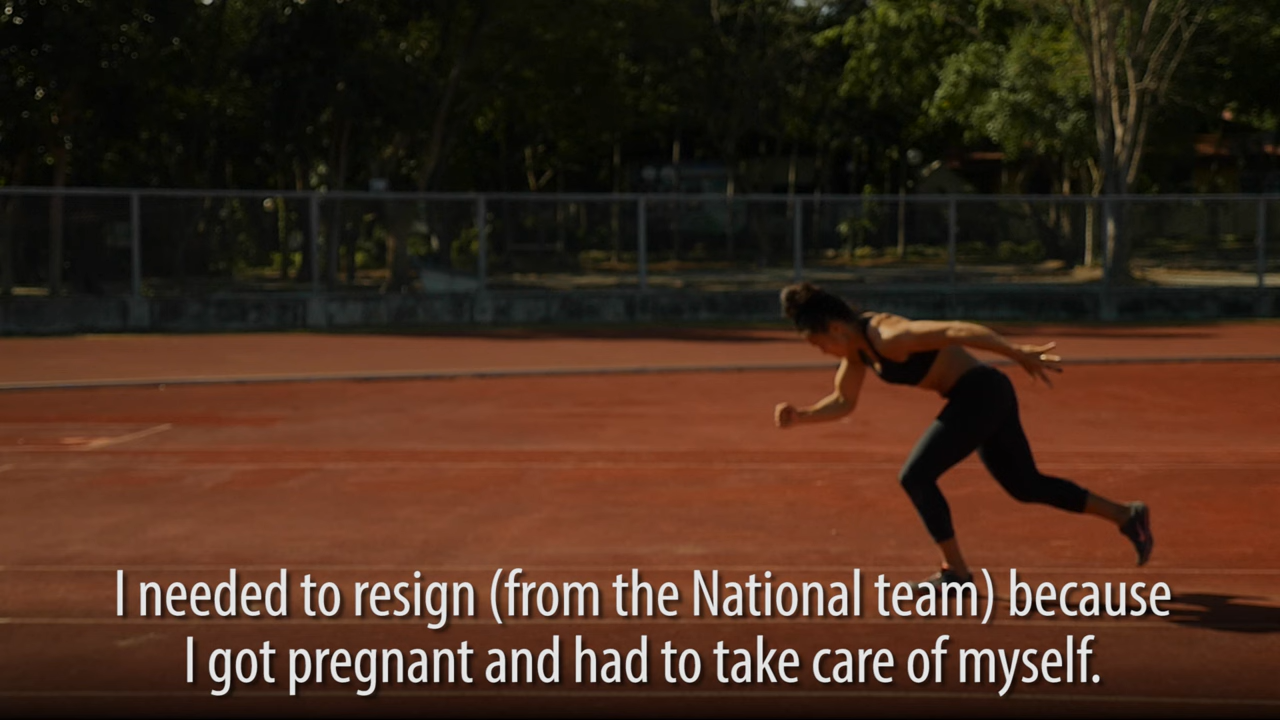 I needed to resign (from the National team) because
I got pregnant and had to take care of myself.